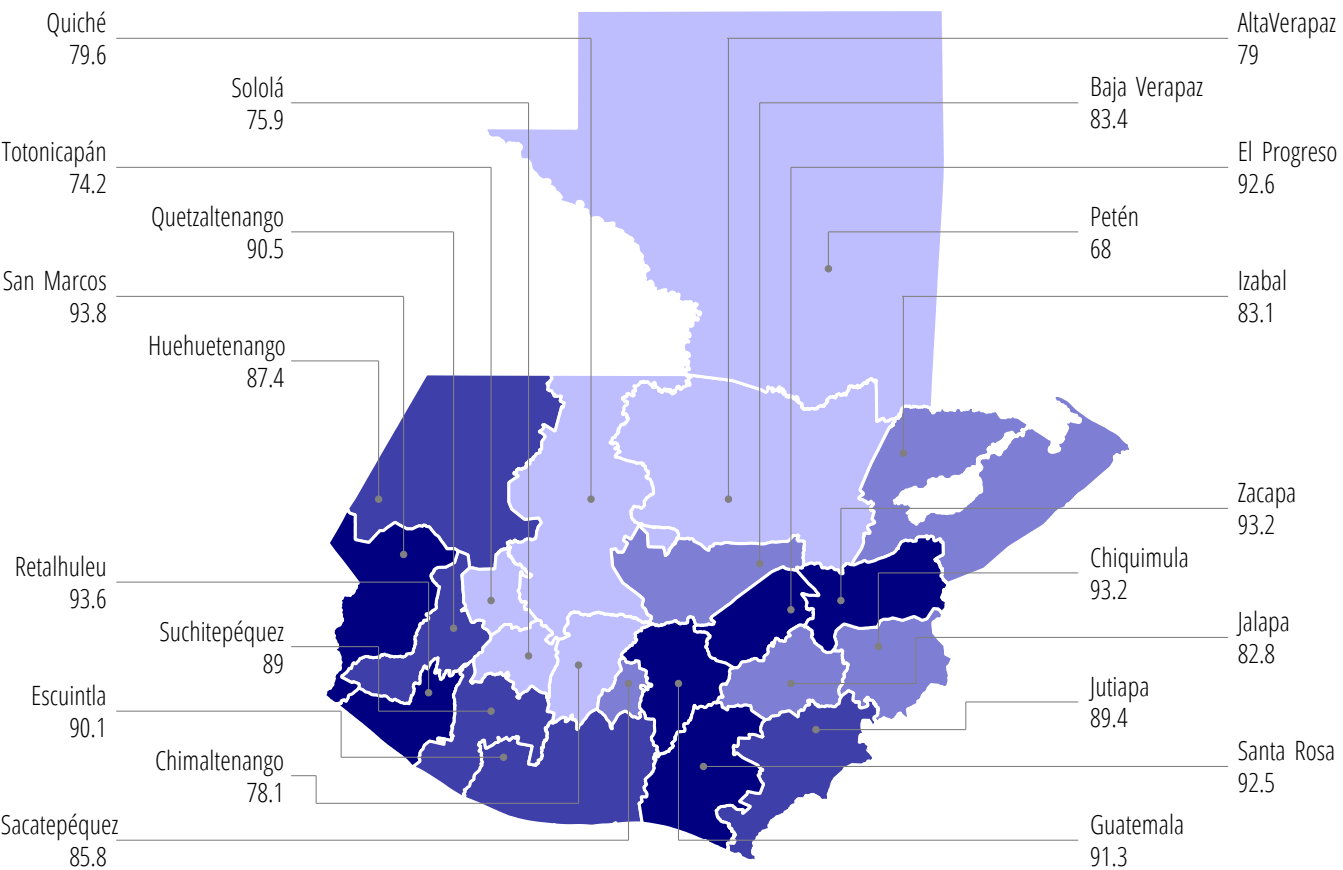 Quiché
79.6
Sololá
75.9
Totonicapán
74.2
Quetzaltenango
90.5
San Marcos
93.8
Huehuetenango
87.4
Retalhuleu
93.6
Suchitepéquez
89
Escuintla
90.1
Chimaltenango
78.1
Sacatepéquez
85.8
AltaVerapaz
79
Baja Verapaz
83.4
El Progreso
92.6
Petén
68
Izabal
83.1
Zacapa
93.2
Chiquimula
93.2
Jalapa
82.8
Jutiapa
89.4
Santa Rosa
92.5
Guatemala
91.3